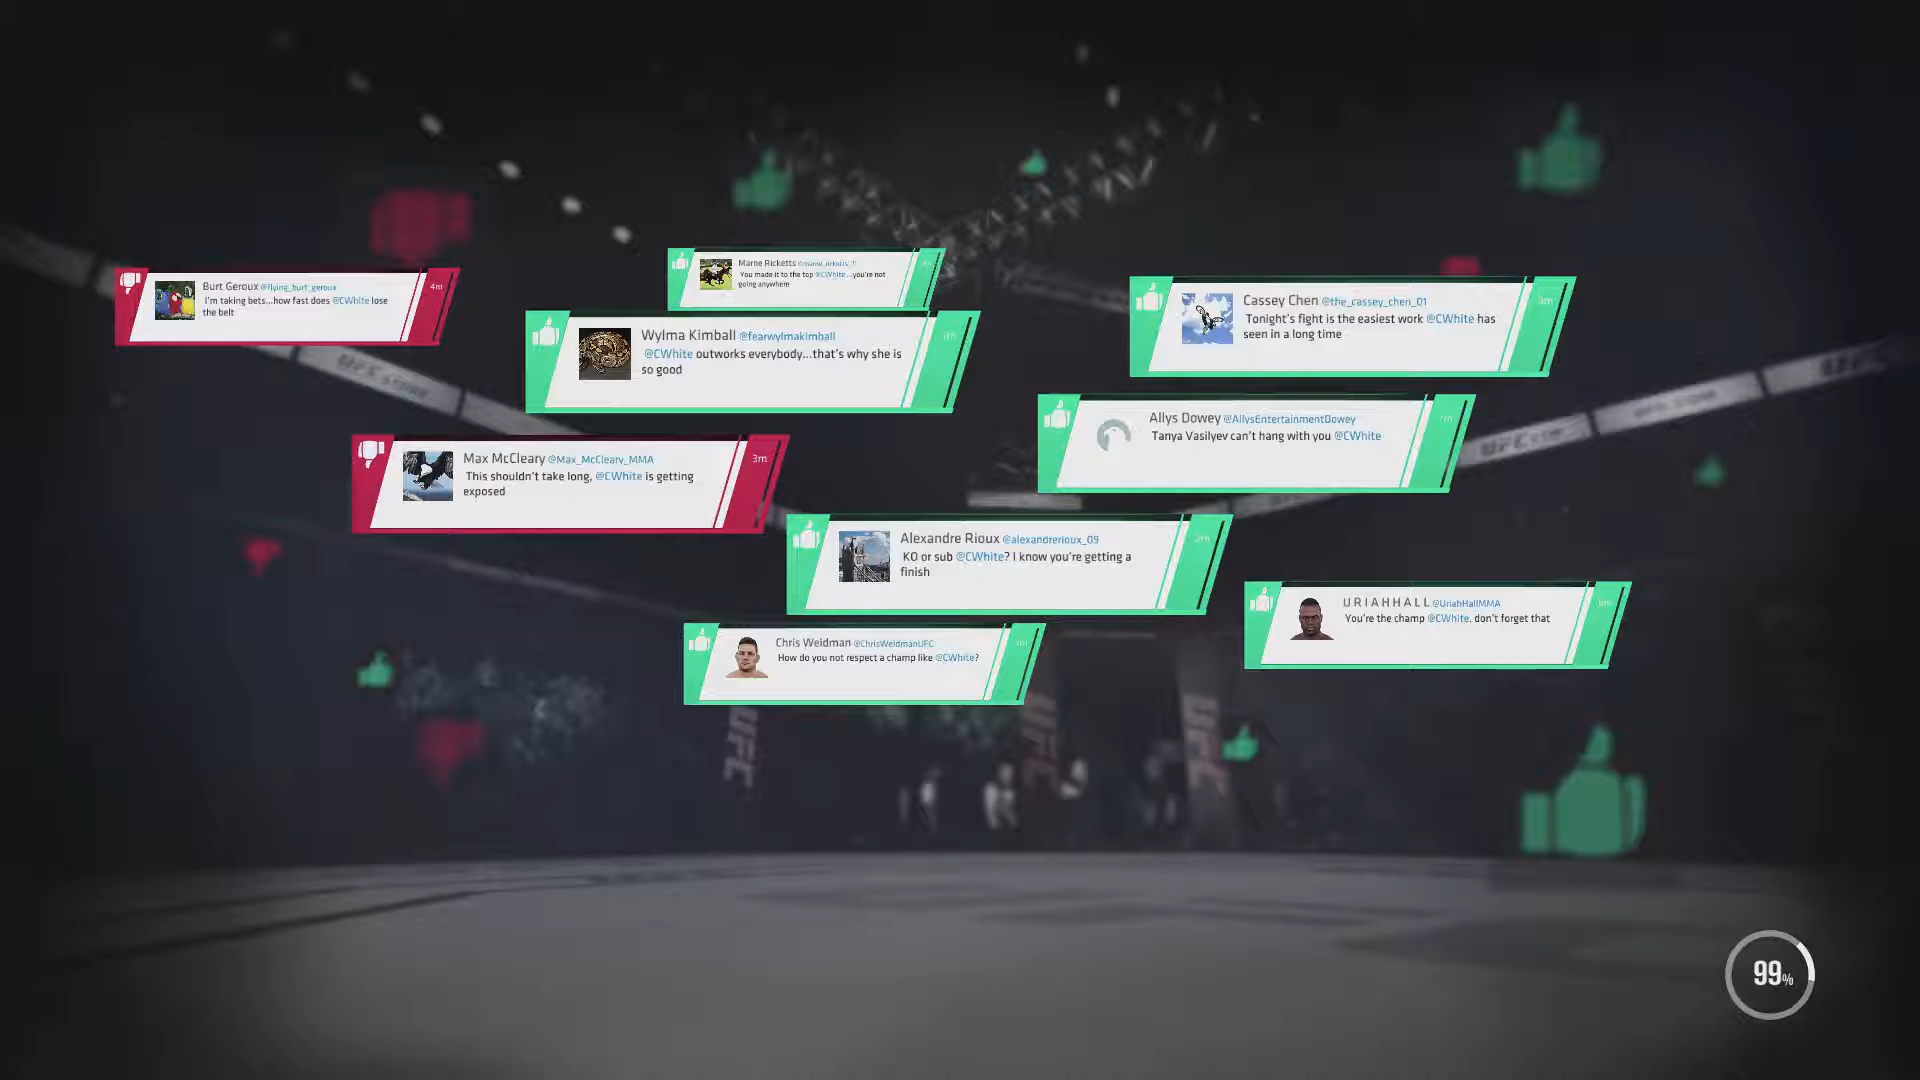 Marne Ricketts
You made it to the top @CWhite...you're not
going anywhere
Burt Geroux @flying_burt_geroux
I'm taking bets...how fast does @CWhite lose
the belt
4m
Cassey Chen @the_cassey_chen_01
Tonight's fight is the easiest work @CWhite has
seen in a long time
Wylma Kimball @fearwylmakimball
@CWhite outworks everybody...that's why she is
so good
Allys Dowey @AllysEntertainmentDowey
Tanya Vasilyev can't hang with you @CWhite
Max McCleary @Max_McCleary_MMA
This shouldn't take long, @CWhite is getting
exposed
3m
Alexandre Rioux @alexandrerioux_09
KO or sub @CWhite? I know you're getting a
finish
2m
U R I A H H A L L @UriahHallMMA
You're the champ @CWhite, don't forget that
Chris Weidman @ChrisWeidmanUFC
How do you not respect a champ like @CWhite?
UFC
UFC
UFC
99%